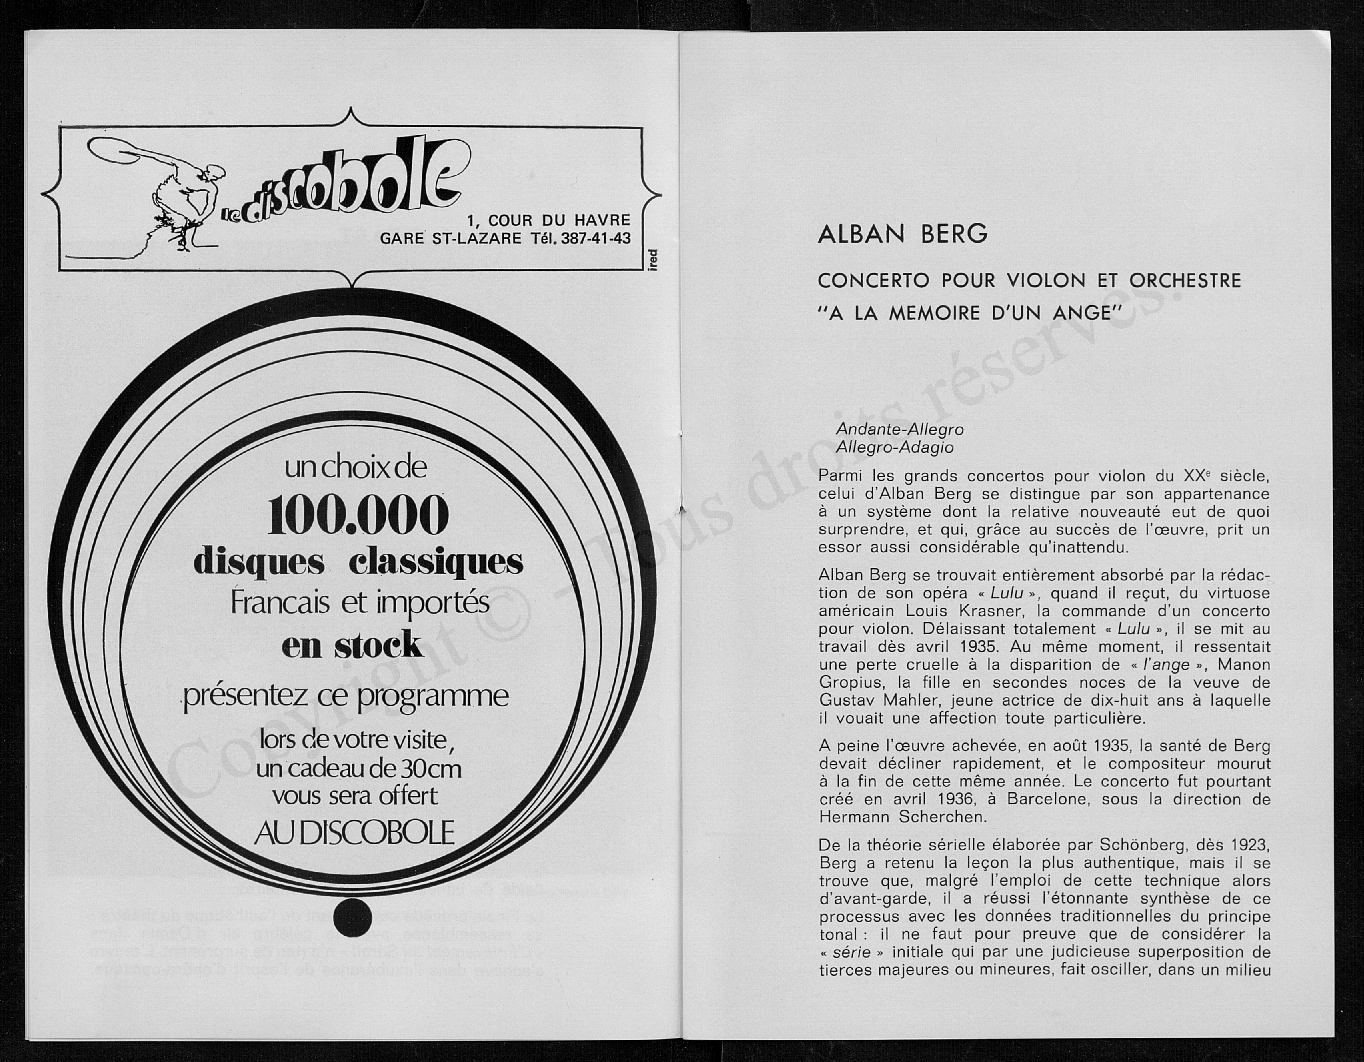 le discobole
1, COUR DU HAVRE
GARE ST-LAZARE Tél. 387-41-43
ired
un choix de
100.000
disques classiques
Francais et importés
en stock
présentez ce programme
lors de votre visite,
un cadeau de 30cm
vous sera offert
AU DISCOBOLE
ALBAN BERG
CONCERTO POUR VIOLON ET ORCHESTRE
"A LA MEMOIRE D'UN ANGE"
Andante-Allegro
Allegro-Adagio
Parmi les grands concertos pour violon du XXe siècle,
celui d'Alban Berg se distingue par son appartenance
à un système dont la relative nouveauté eut de quoi
surprendre, et qui, grâce au succès de l'œuvre, prit un
essor aussi considérable qu'inattendu.
Alban Berg se trouvait entièrement absorbé par la rédac-
tion de son opéra « Lulu », quand il reçut, du virtuose
américain Louis Krasner, la commande d'un concerto
pour violon. Délaissant totalement « Lulu », il se mit au
travail dès avril 1935. Au même moment, il ressentait
une perte cruelle à la disparition de « l'ange », Manon
Gropius, la fille en secondes noces de la veuve de
Gustav Mahler, jeune actrice de dix-huit ans à laquelle
il vouait une affection toute particulière.
A peine l'œuvre achevée, en août 1935, la santé de Berg
devait décliner rapidement, et le compositeur mourut
à la fin de cette même année. Le concerto fut pourtant
créé en avril 1936, à Barcelone, sous la direction de
Hermann Scherchen.
De la théorie sérielle élaborée par Schönberg, dès 1923,
Berg a retenu la leçon la plus authentique, mais il se
trouve que, malgré l'emploi de cette technique alors
d'avant-garde, il a réussi l'étonnante synthèse de ce
processus avec les données traditionnelles du principe
tonal : il ne faut pour preuve que de considérer la
« série » initiale qui par une judicieuse superposition de
tierces majeures ou mineures, fait osciller, dans un milieu
Copyright © - Tous droits réservés.